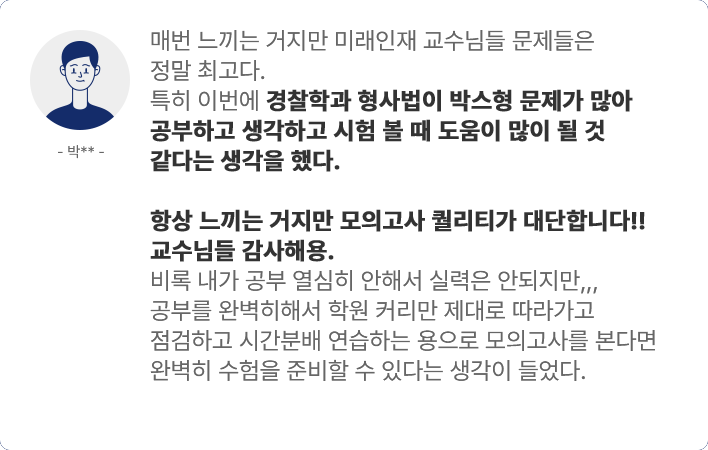 매번 느끼는 거지만 미래인재 교수님들 문제들은
정말 최고다.
특히 이번에 경찰학과 형사법이 박스형 문제가 많아
공부하고 생각하고 시험 볼 때 도움이 많이 될 것
같다는 생각을 했다.
- 박** -
항상 느끼는 거지만 모의고사 퀄리티가 대단합니다!!
교수님들 감사해용.
비록 내가 공부 열심히 안해서 실력은 안되지만,,,
공부를 완벽히해서 학원 커리만 제대로 따라가고
점검하고 시간분배 연습하는 용으로 모의고사를 본다면
완벽히 수험을 준비할 수 있다는 생각이 들었다.